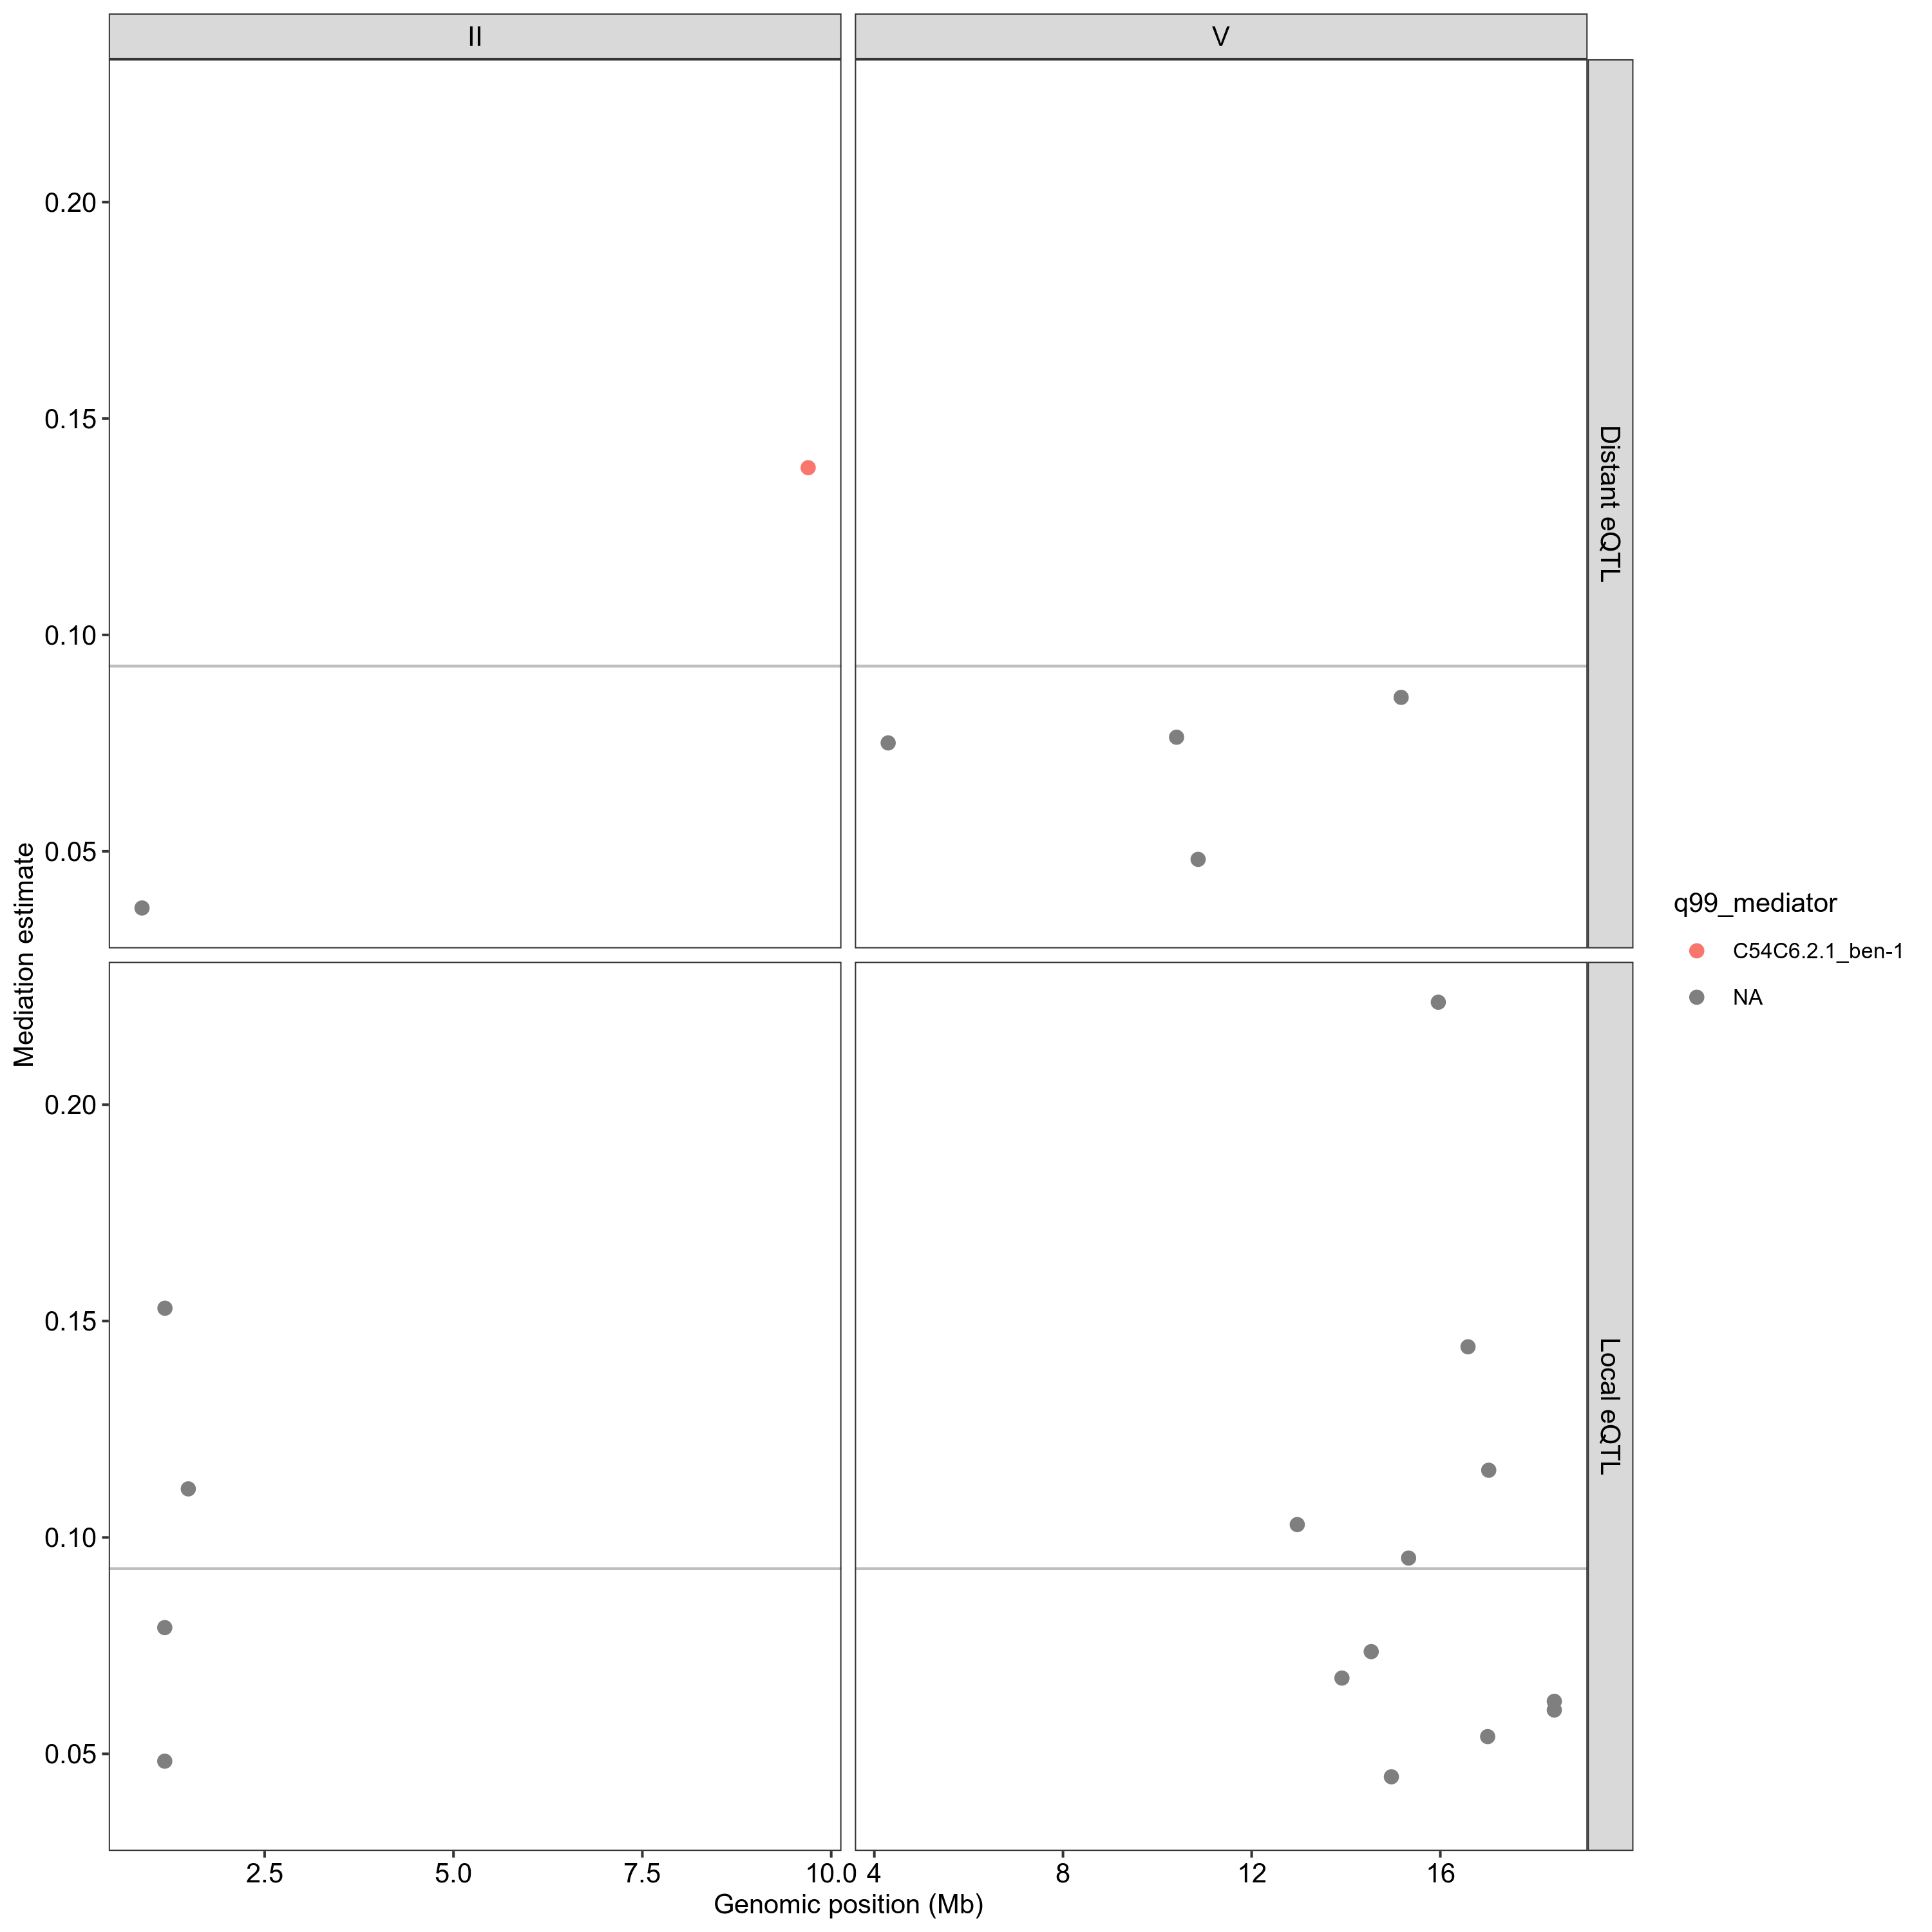 II
V
0.20
0.15
0.10
0.05
Distant eQTL
Mediation estimate
q99_mediator
C54C6.2.1_ben-1
NA
0.20
0.15
0.10
0.05
Local eQTL
2.5 5.0 7.5 10.0 4 8 12 16
Genomic position (Mb)